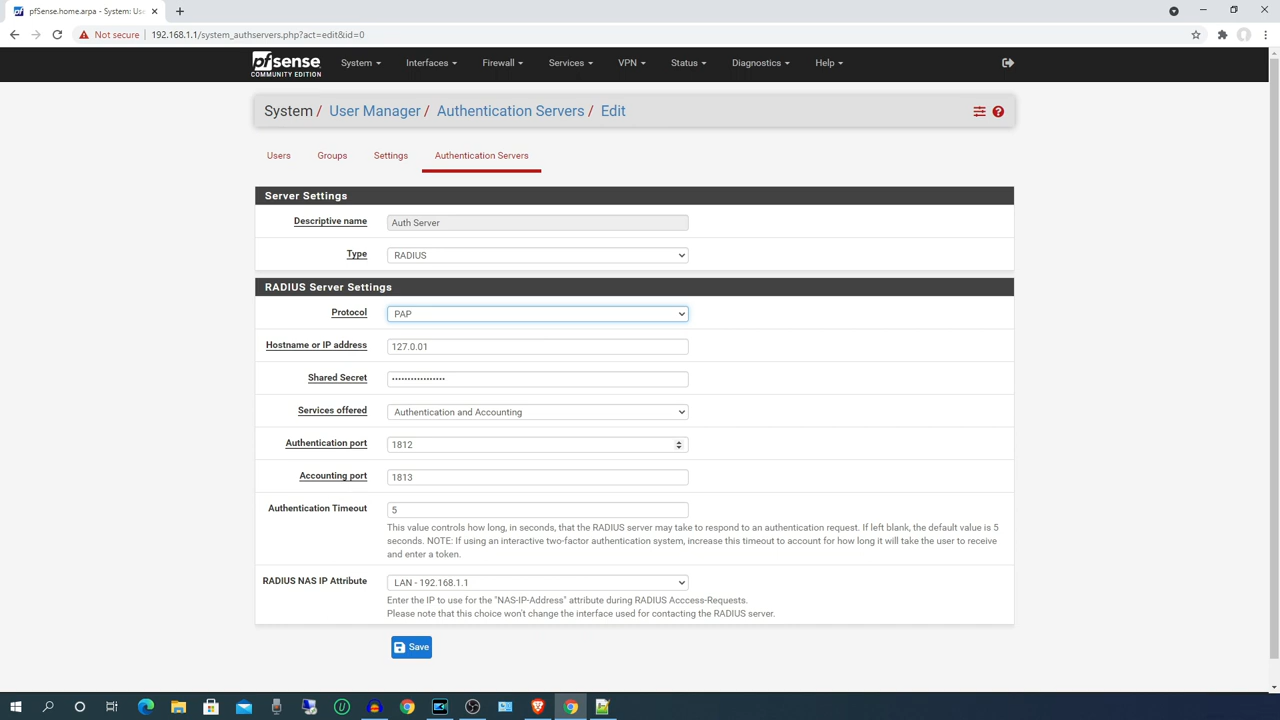 pfSense.home.arpa - System: Use
Not secure 192.168.1.1/system_authservers.php?act=edit&id=0
pfsense
COMMUNITY EDITION
System Interfaces Firewall Services VPN Status Diagnostics Help
System / User Manager / Authentication Servers / Edit
Users Groups Settings Authentication Servers
Server Settings
Descriptive name Auth Server
Type RADIUS
RADIUS Server Settings
Protocol PAP
Hostname or IP address 127.0.01
Shared Secret •••••••••••••••••
Services offered Authentication and Accounting
Authentication port 1812
Accounting port 1813
Authentication Timeout 5
This value controls how long, in seconds, that the RADIUS server may take to respond to an authentication request. If left blank, the default value is 5
seconds. NOTE: If using an interactive two-factor authentication system, increase this timeout to account for how long it will take the user to receive
and enter a token.
RADIUS NAS IP Attribute LAN - 192.168.1.1
Enter the IP to use for the "NAS-IP-Address" attribute during RADIUS Acccess-Requests.
Please note that this choice won't change the interface used for contacting the RADIUS server.
Save